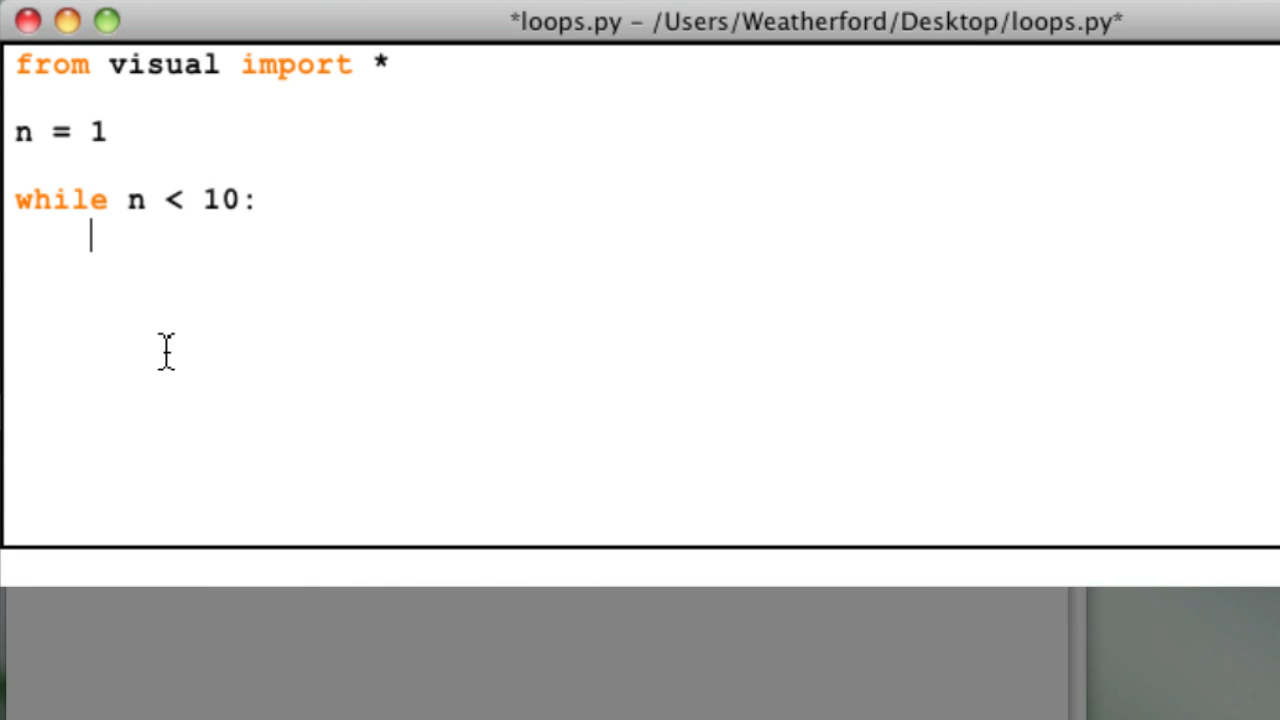 *loops.py – /Users/Weatherford/Desktop/loops.py*
from visual import *
n = 1
while n < 10: